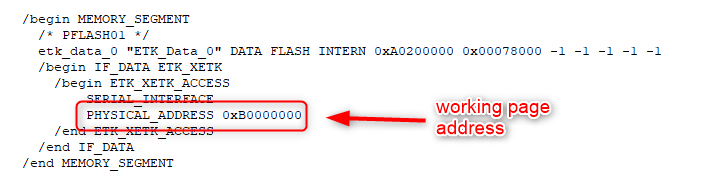 /begin MEMORY_SEGMENT
/* PFLASH01 */
etk_data_0 "ETK_Data_0" DATA FLASH INTERN 0xA0200000 0x00078000 -1 -1 -1 -1 -1
/begin IF_DATA ETK_XETK
/begin ETK_XETK_ACCESS
SERIAL_INTERFACE
PHYSICAL_ADDRESS 0xB0000000
/end ETK_XETK_ACCESS
/end IF_DATA
/end MEMORY_SEGMENT
working page
address